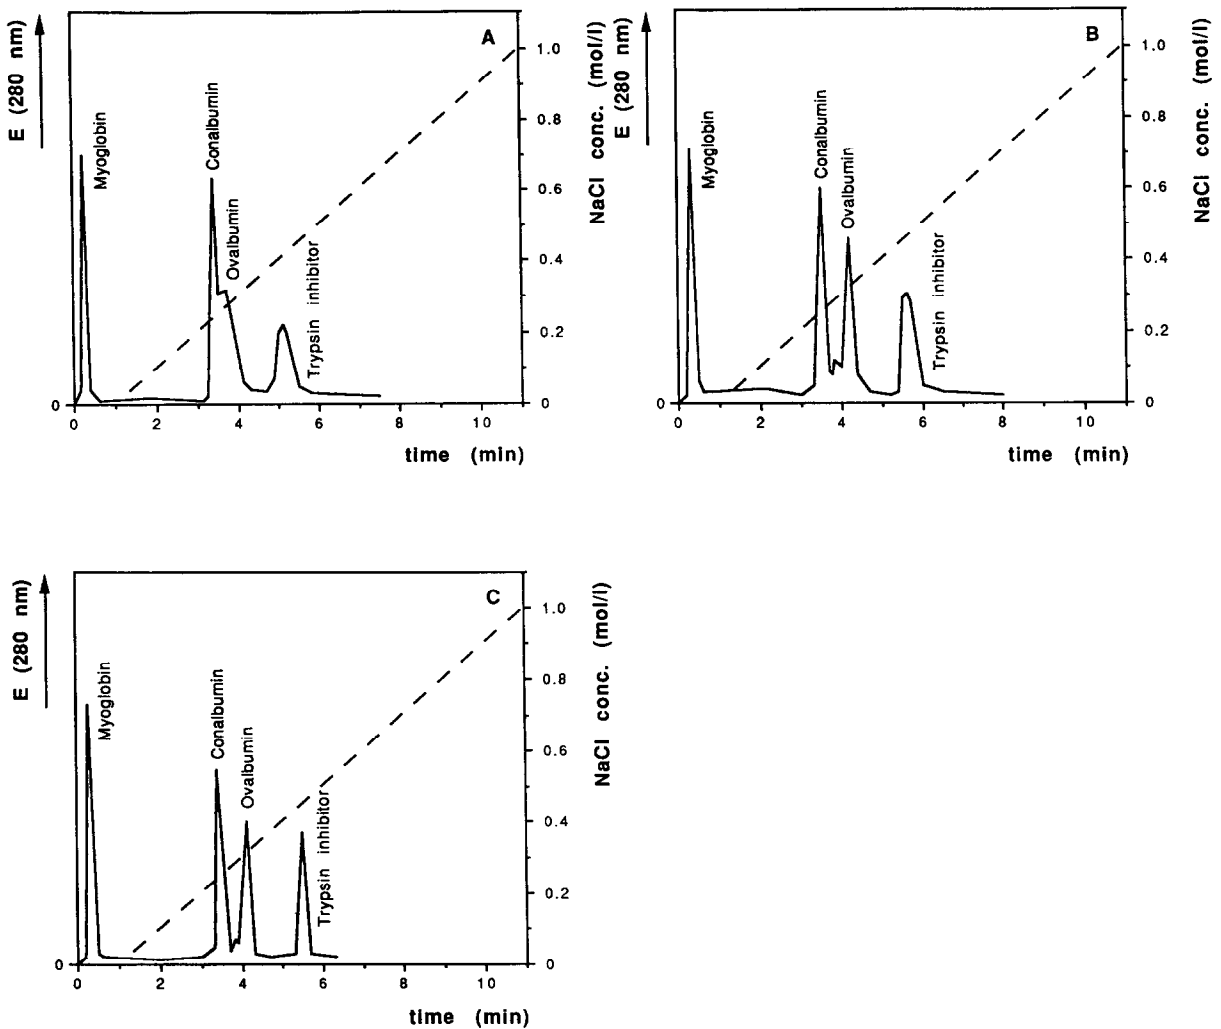 A
E (280 nm)
Myoglobin
Conalbumin
Ovalbumin
Trypsin inhibitor
1.0
0.8
0.6
0.4
0.2
0
NaCl conc. (mol/l)
0
0 2 4 6 8 10
time (min)
B
E (280 nm)
Myoglobin
Conalbumin
Ovalbumin
Trypsin inhibitor
1.0
0.8
0.6
0.4
0.2
0
NaCl conc. (mol/l)
0
0 2 4 6 8 10
time (min)
C
E (280 nm)
Myoglobin
Conalbumin
Ovalbumin
Trypsin inhibitor
1.0
0.8
0.6
0.4
0.2
0
NaCl conc. (mol/l)
0
0 2 4 6 8 10
time (min)